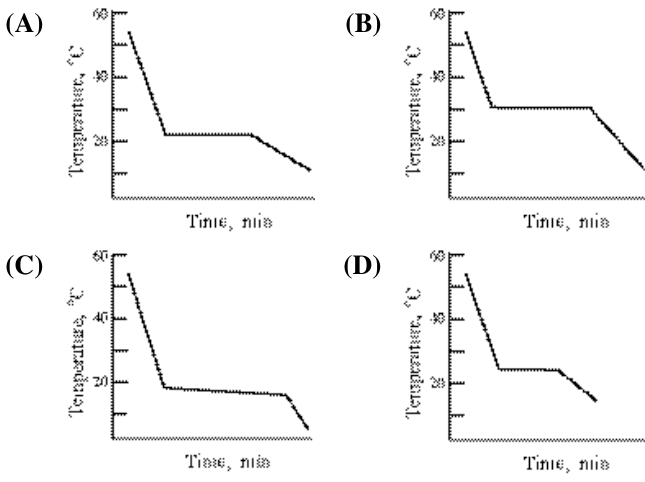 (A)
60
40
20
Temperature, °C
Time, min
(B)
60
40
20
Temperature, °C
Time, min
(C)
60
40
20
Temperature, °C
Time, min
(D)
60
40
20
Temperature, °C
Time, min